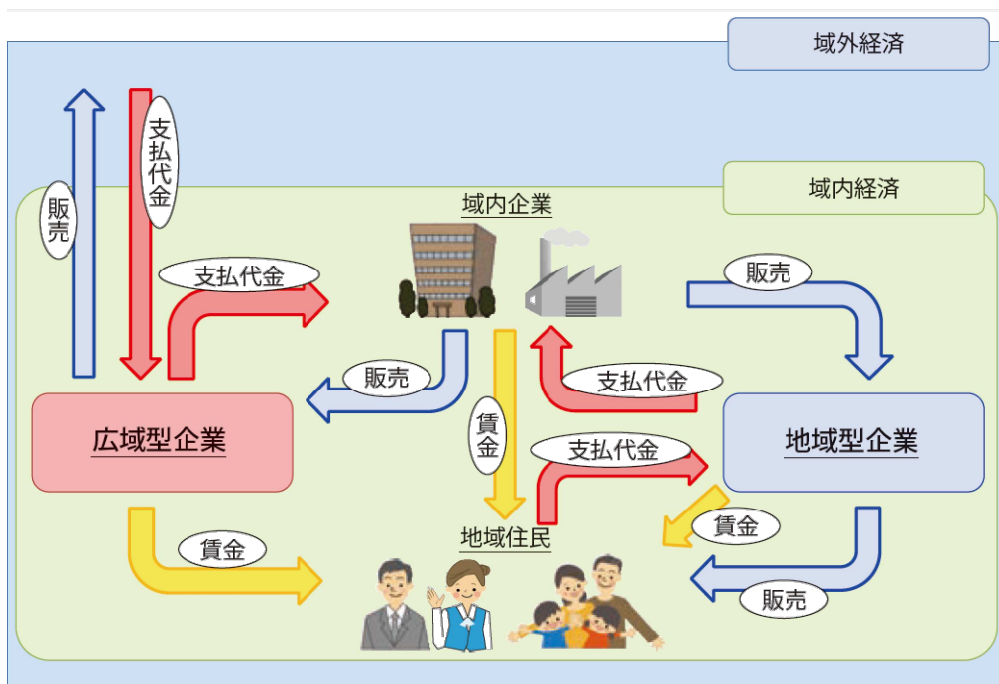 域外経済
域内経済
支払代金
販売
域内企業
支払代金
販売
販売
支払代金
広域型企業
賃金
支払代金
地域型企業
地域住民
賃金
賃金
販売